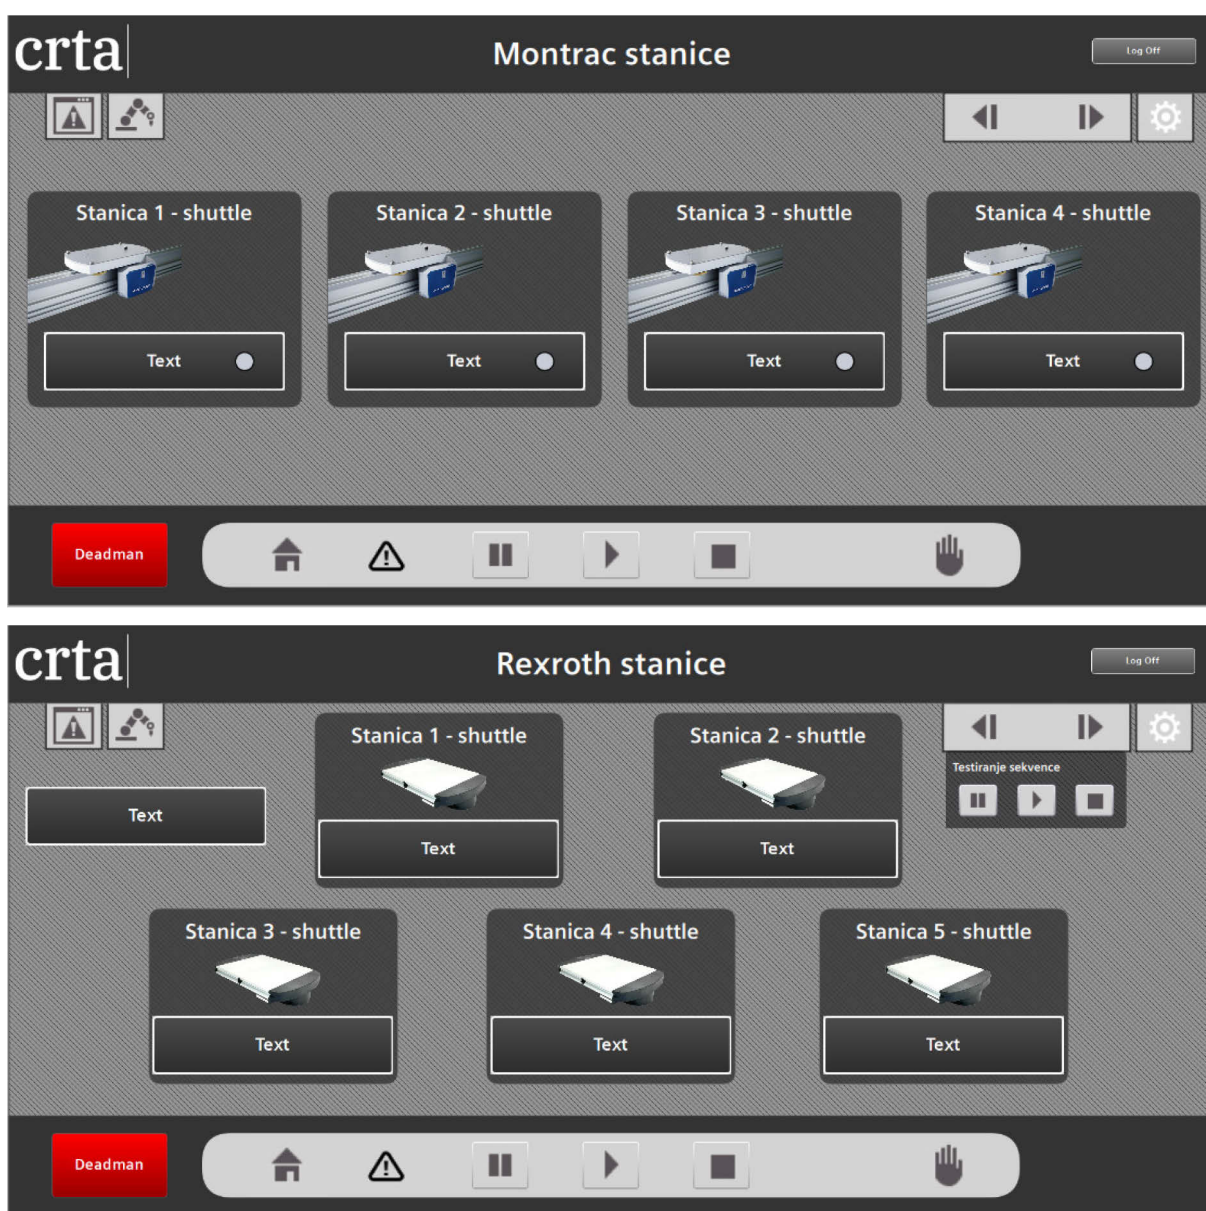 crta
Montrac stanice
Log Off
Stanica 1 - shuttle
Stanica 2 - shuttle
Stanica 3 - shuttle
Stanica 4 - shuttle
Text
Text
Text
Text
Deadman
crta
Rexroth stanice
Log Off
Stanica 1 - shuttle
Stanica 2 - shuttle
Testiranje sekvence
Text
Text
Text
Stanica 3 - shuttle
Stanica 4 - shuttle
Stanica 5 - shuttle
Text
Text
Text
Deadman